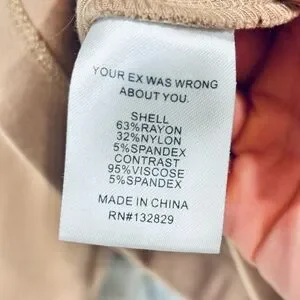 YOUR EX WAS WRONG
ABOUT YOU.
SHELL
63%RAYON
32%NYLON
5%SPANDEX
CONTRAST
95%VISCOSE
5%SPANDEX
MADE IN CHINA
RN#132829